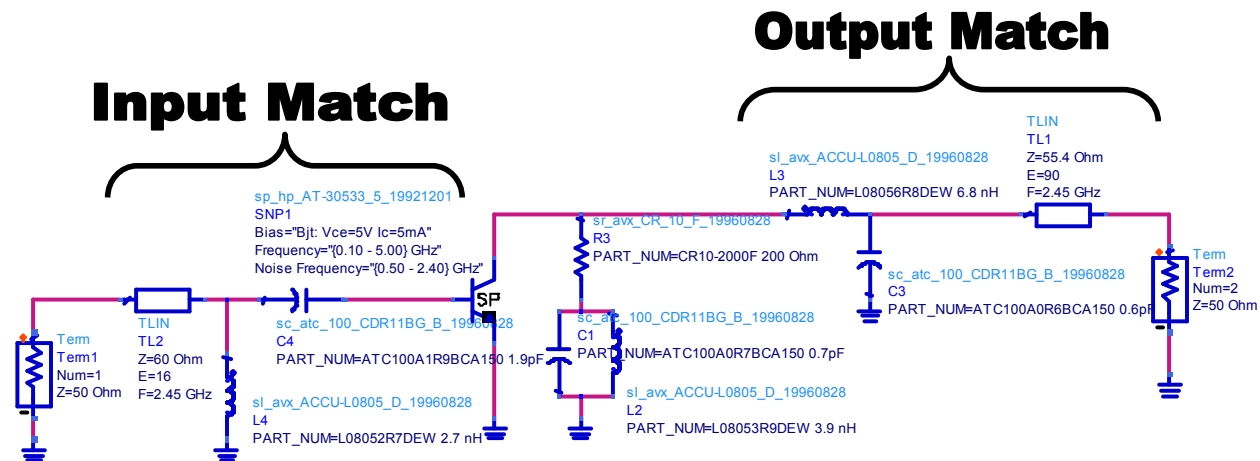 Output Match
Input Match
TLIN
TL1
Z=55.4 Ohm
E=90
F=2.45 GHz
sl_avx_ACCU-L0805_D_19960828
L3
PART_NUM=L08056R8DEW 6.8 nH
sp_hp_AT-30533_5_19921201
SNP1
Bias="Bjt: Vce=5V Ic=5mA"
Frequency="{0.10 - 5.00} GHz"
Noise Frequency="{0.50 - 2.40} GHz"
sr_avx_CR_10_F_19960828
R3
PART_NUM=CR10-2000F 200 Ohm
Term
Term2
Num=2
Z=50 Ohm
sc_atc_100_CDR11BG_B_19960828
C3
PART_NUM=ATC100A0R6BCA150 0.6pF
SP
TLIN
TL2
Z=60 Ohm
E=16
F=2.45 GHz
sc_atc_100_CDR11BG_B_19960828
C4
PART_NUM=ATC100A1R9BCA150 1.9pF
sc_atc_100_CDR11BG_B_19960828
C1
PART_NUM=ATC100A0R7BCA150 0.7pF
Term
Term1
Num=1
Z=50 Ohm
sl_avx_ACCU-L0805_D_19960828
L4
PART_NUM=L08052R7DEW 2.7 nH
sl_avx_ACCU-L0805_D_19960828
L2
PART_NUM=L08053R9DEW 3.9 nH